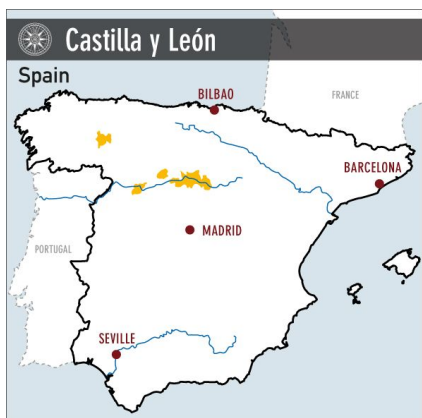 Castilla y León
Spain
BILBAO
FRANCE
BARCELONA
MADRID
PORTUGAL
SEVILLE